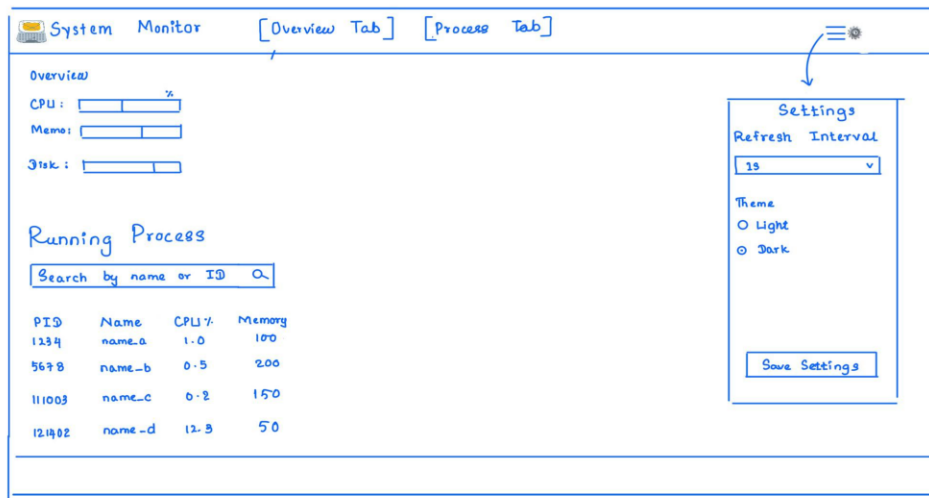 System Monitor [Overview Tab] [Process Tab]
Overview
%
CPU:
Memo:
Disk:
Running Process
Search by name or ID
PID Name CPU% Memory
1234 name_a 1.0 100
5678 name_b 0.5 200
111003 name_c 0.2 150
121402 name_d 12.3 50
Settings
Refresh Interval
1s
Theme
Light
Dark
Save Settings